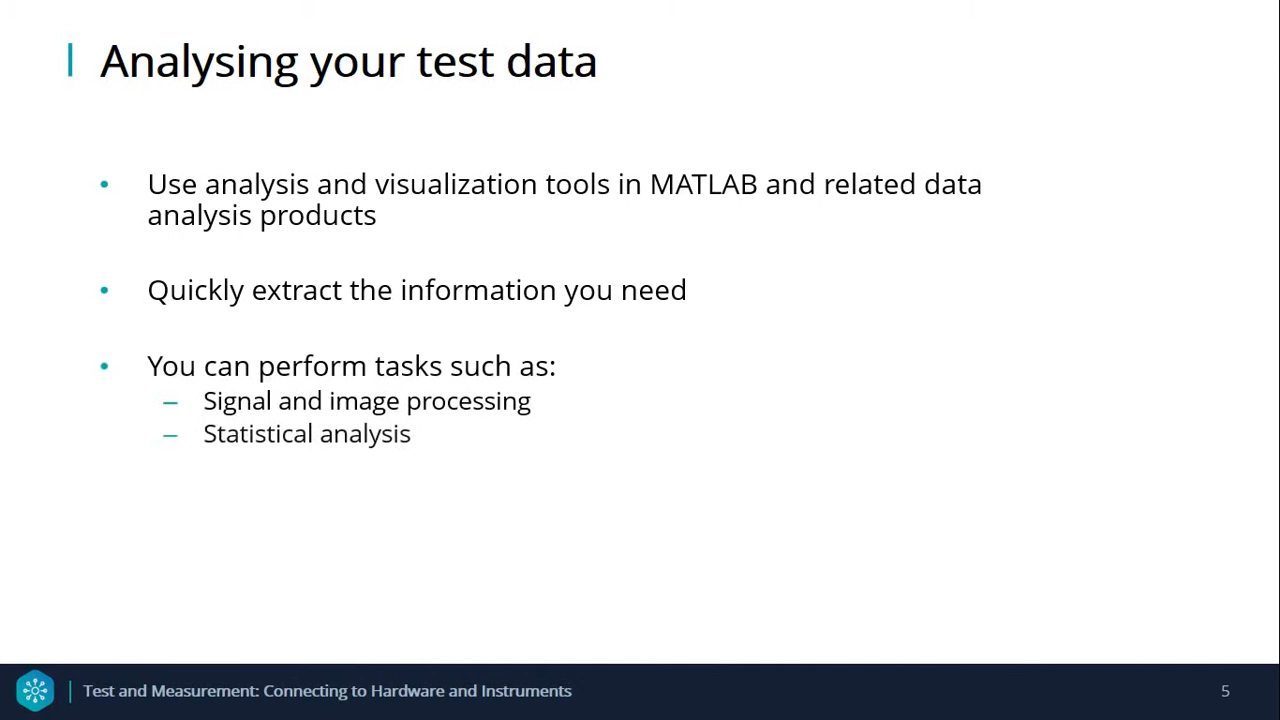 Analysing your test data
• Use analysis and visualization tools in MATLAB and related data
analysis products
• Quickly extract the information you need
• You can perform tasks such as:
– Signal and image processing
– Statistical analysis
Test and Measurement: Connecting to Hardware and Instruments
5